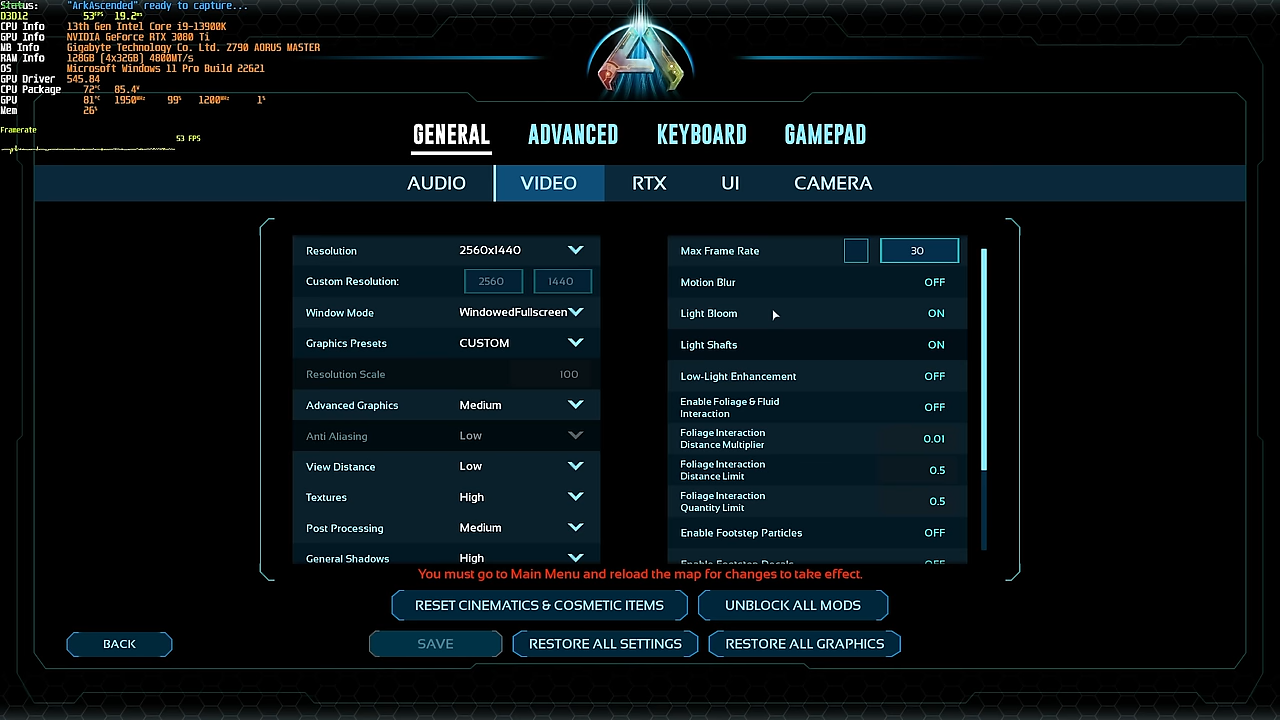 Status: "ArkAscended" ready to capture...
D3D12 53FPS 19.2ms
CPU Info 13th Gen Intel Core i9-13900K
GPU Info NVIDIA GeForce RTX 3080 Ti
MB Info Gigabyte Technology Co. Ltd. Z790 AORUS MASTER
RAM Info 128GB (4x32GB) 4800MT/s
OS Microsoft Windows 11 Pro Build 22621
GPU Driver 545.84
CPU Package 72°C 85.4W
GPU 81°C 1950MHz 99% 1200MHz 1%
Mem 26%
Framerate
53 FPS
GENERAL ADVANCED KEYBOARD GAMEPAD
AUDIO VIDEO RTX UI CAMERA
Resolution 2560x1440
Custom Resolution: 2560 1440
Window Mode WindowedFullscreen
Graphics Presets CUSTOM
Resolution Scale 100
Advanced Graphics Medium
Anti Aliasing Low
View Distance Low
Textures High
Post Processing Medium
General Shadows High
Max Frame Rate 30
Motion Blur OFF
Light Bloom ON
Light Shafts ON
Low-Light Enhancement OFF
Enable Foliage & Fluid
Interaction OFF
Foliage Interaction
Distance Multiplier 0.01
Foliage Interaction
Distance Limit 0.5
Foliage Interaction
Quantity Limit 0.5
Enable Footstep Particles OFF
Enable Footstep Decals OFF
You must go to Main Menu and reload the map for changes to take effect.
RESET CINEMATICS & COSMETIC ITEMS UNBLOCK ALL MODS
BACK SAVE RESTORE ALL SETTINGS RESTORE ALL GRAPHICS